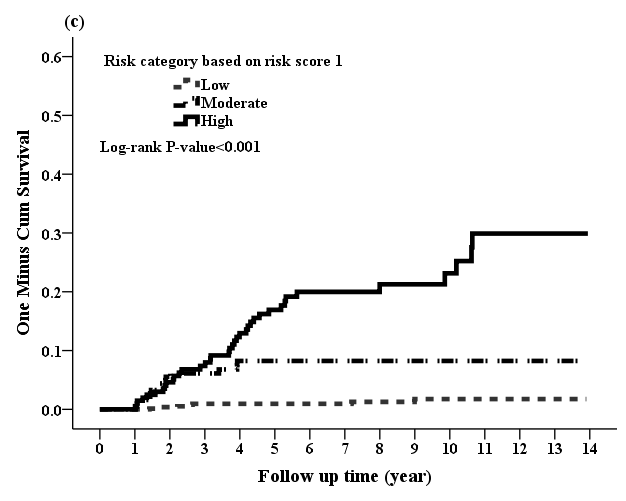 (c)
Risk category based on risk score 1
Low
Moderate
High
Log-rank P-value<0.001
One Minus Cum Survival
0.6
0.5
0.4
0.3
0.2
0.1
0.0
0 1 2 3 4 5 6 7 8 9 10 11 12 13 14
Follow up time (year)